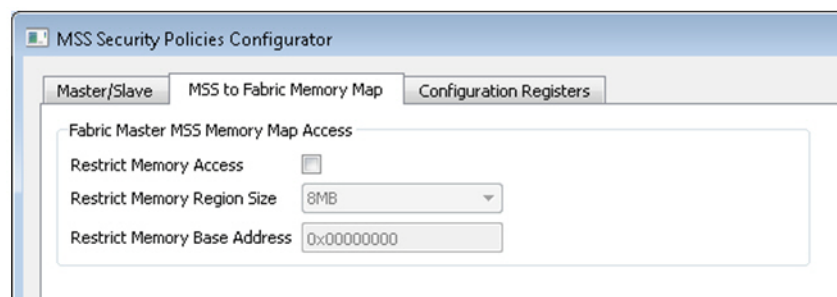 MSS Security Policies Configurator
Master/Slave MSS to Fabric Memory Map Configuration Registers
Fabric Master MSS Memory Map Access
Restrict Memory Access
Restrict Memory Region Size 8MB
Restrict Memory Base Address 0x00000000